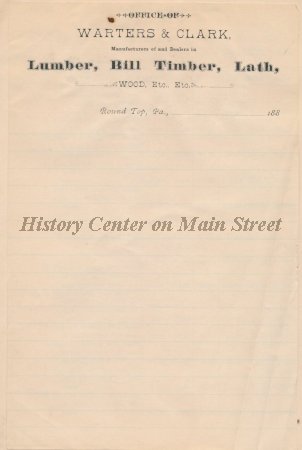 OFFICE OF
WARTERS & CLARK,
Manufacturers of and Dealers in
Lumber, Bill Timber, Lath,
WOOD, Etc., Etc.
Round Top, Pa., 188
History Center on Main Street